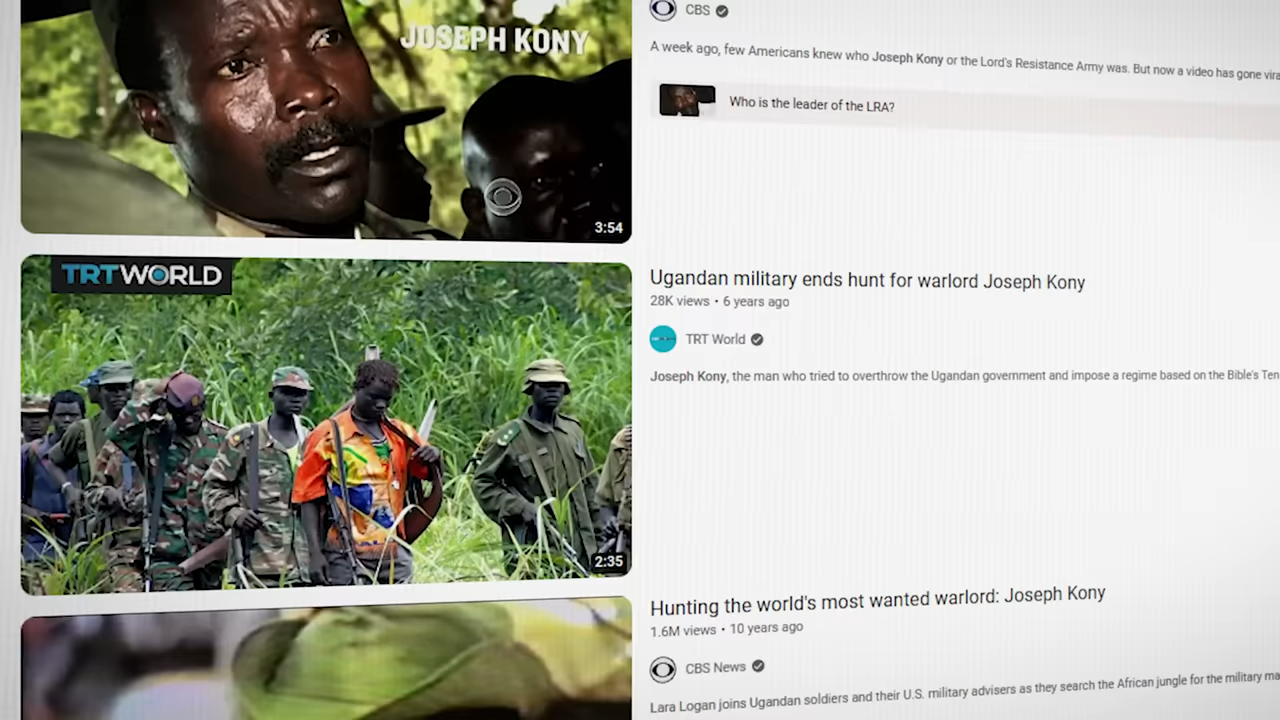 JOSEPH KONY
3:54
CBS
A week ago, few Americans knew who Joseph Kony or the Lord's Resistance Army was. But now a video has gone
Who is the leader of the LRA?
TRTWORLD
2:35
Ugandan military ends hunt for warlord Joseph Kony
28K views • 6 years ago
TRT World
Joseph Kony, the man who tried to overthrow the Ugandan government and impose a regime based on the Bible's Ten
Hunting the world's most wanted warlord: Joseph Kony
1.6M views • 10 years ago
CBS News
Lara Logan joins Ugandan soldiers and their U.S. military advisers as they search the African jungle for the military